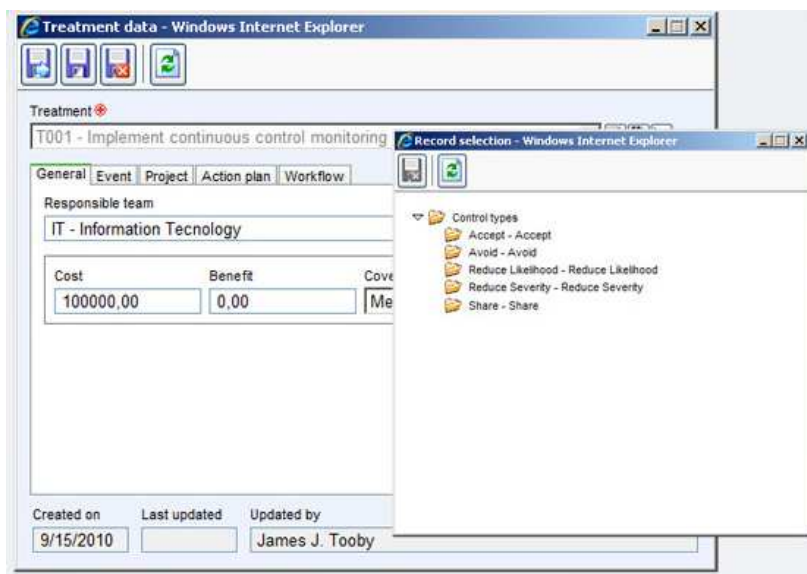 Treatment data - Windows Internet Explorer
Treatment
T001 - Implement continuous control monitoring
General Event Project Action plan Workflow
Responsible team
IT - Information Tecnology
Cost Benefit
100000,00 0,00
Created on Last updated Updated by
9/15/2010 James J. Tooby
Record selection - Windows Internet Explorer
Control types
Accept - Accept
Avoid - Avoid
Reduce Likelihood - Reduce Likelihood
Reduce Severity - Reduce Severity
Share - Share